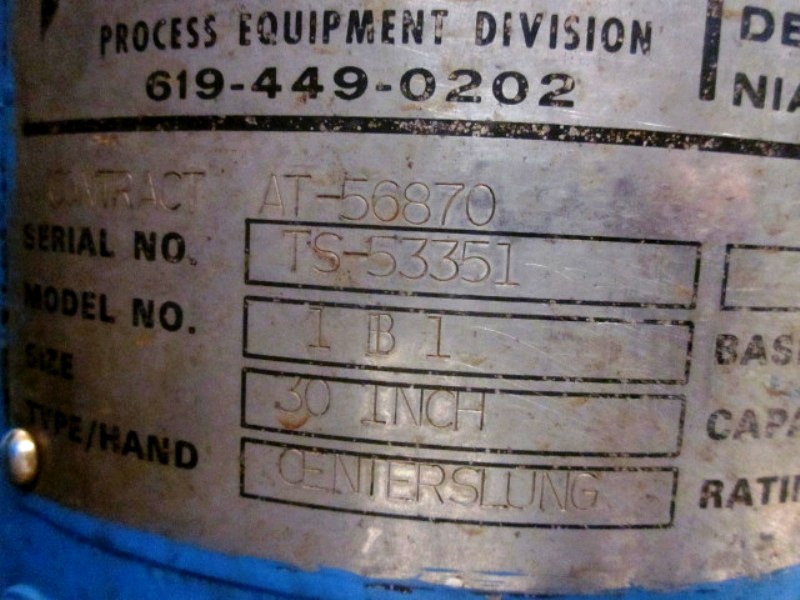 PROCESS EQUIPMENT DIVISION
619-449-0202
CONTRACT AT-56870
SERIAL NO. TS-53351
MODEL NO. 1 B 1
SIZE 30 INCH
TYPE/HAND CENTERSLUNG